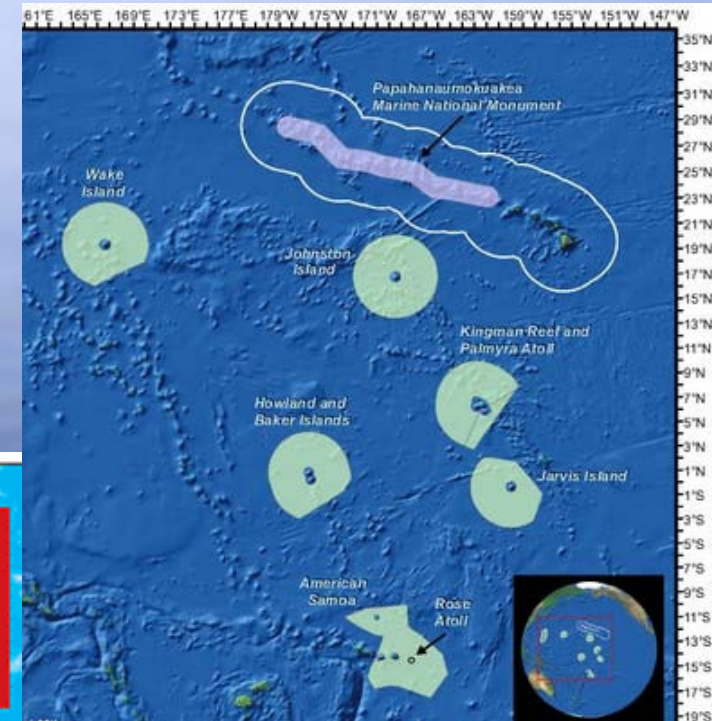 61°E 165°E 169°E 173°E 177°E 179°W 175°W 171°W 167°W 163°W 159°W 155°W 151°W 147°W
35°N
33°N
31°N
29°N
27°N
25°N
23°N
21°N
19°N
17°N
15°N
13°N
11°N
9°N
7°N
5°N
3°N
1°N
1°S
3°S
5°S
7°S
9°S
11°S
13°S
15°S
17°S
19°S
Papahanaumokuakea
Marine National Monument
Wake
Island
Johnston
Island
Kingman Reef and
Palmyra Atoll
Howland and
Baker Islands
Jarvis Island
American
Samoa
Rose
Atoll